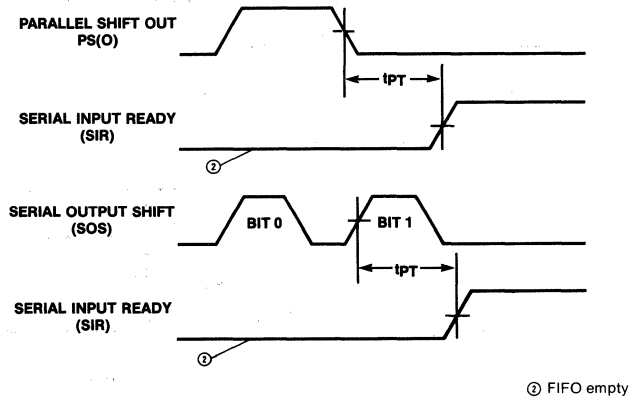 PARALLEL SHIFT OUT
PS(O)
tPT
SERIAL INPUT READY
(SIR)
②
SERIAL OUTPUT SHIFT
(SOS)
BIT 0
BIT 1
tPT
SERIAL INPUT READY
(SIR)
②
② FIFO empty